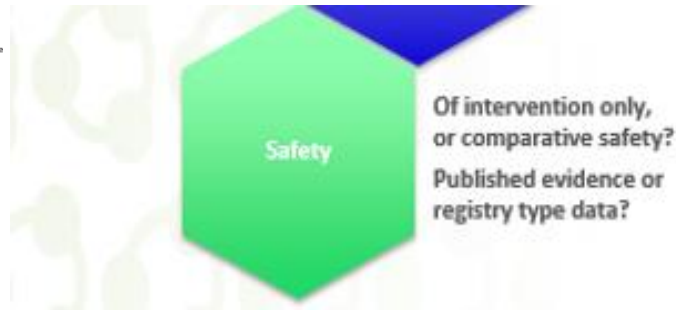 Safety
Of intervention only,
or comparative safety?
Published evidence or
registry type data?